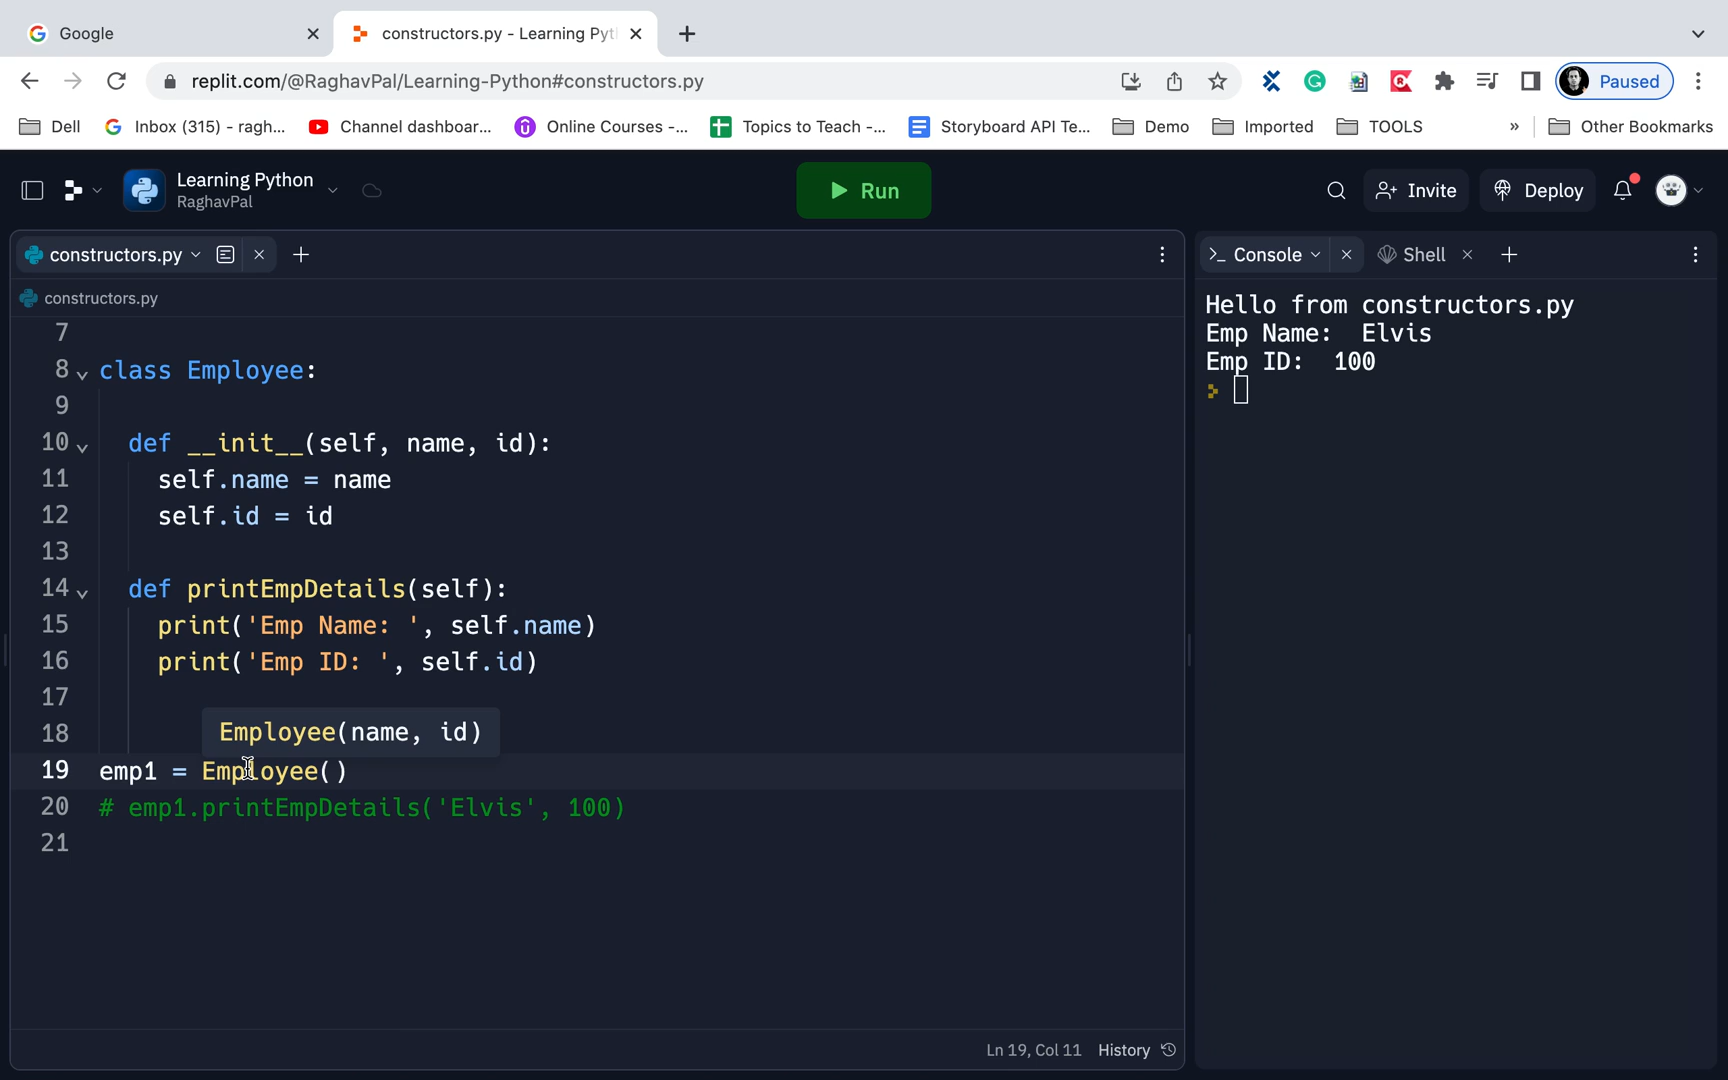 Google
constructors.py - Learning Pyt
replit.com/@RaghavPal/Learning-Python#constructors.py
Paused
Dell
Inbox (315) - ragh...
Channel dashboar...
Online Courses -...
Topics to Teach -...
Storyboard API Te...
Demo
Imported
TOOLS
»
Other Bookmarks
Learning Python
RaghavPal
Run
Invite
Deploy
constructors.py
Console
Shell
constructors.py
7
8 class Employee:
9
10 def __init__(self, name, id):
11 self.name = name
12 self.id = id
13
14 def printEmpDetails(self):
15 print('Emp Name: ', self.name)
16 print('Emp ID: ', self.id)
17
18
Employee(name, id)
19 emp1 = Employee()
20 # emp1.printEmpDetails('Elvis', 100)
21
Ln 19, Col 11 History
Hello from constructors.py
Emp Name:  Elvis
Emp ID:  100